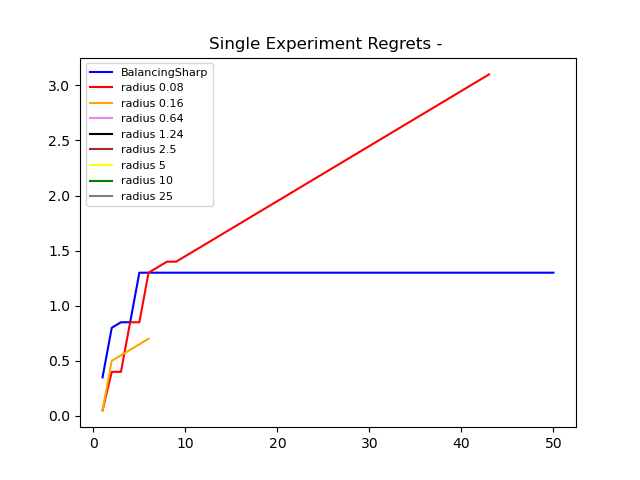 Single Experiment Regrets -
BalancingSharp
radius 0.08
radius 0.16
radius 0.64
radius 1.24
radius 2.5
radius 5
radius 10
radius 25
3.0
2.5
2.0
1.5
1.0
0.5
0.0
0 10 20 30 40 50